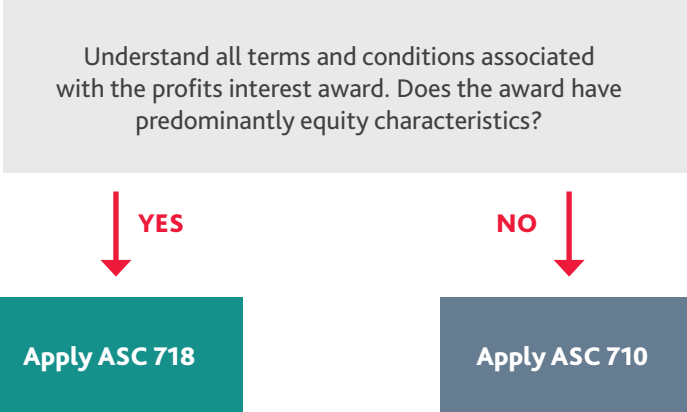 Understand all terms and conditions associated
with the profits interest award. Does the award have
predominantly equity characteristics?
YES
NO
Apply ASC 718
Apply ASC 710